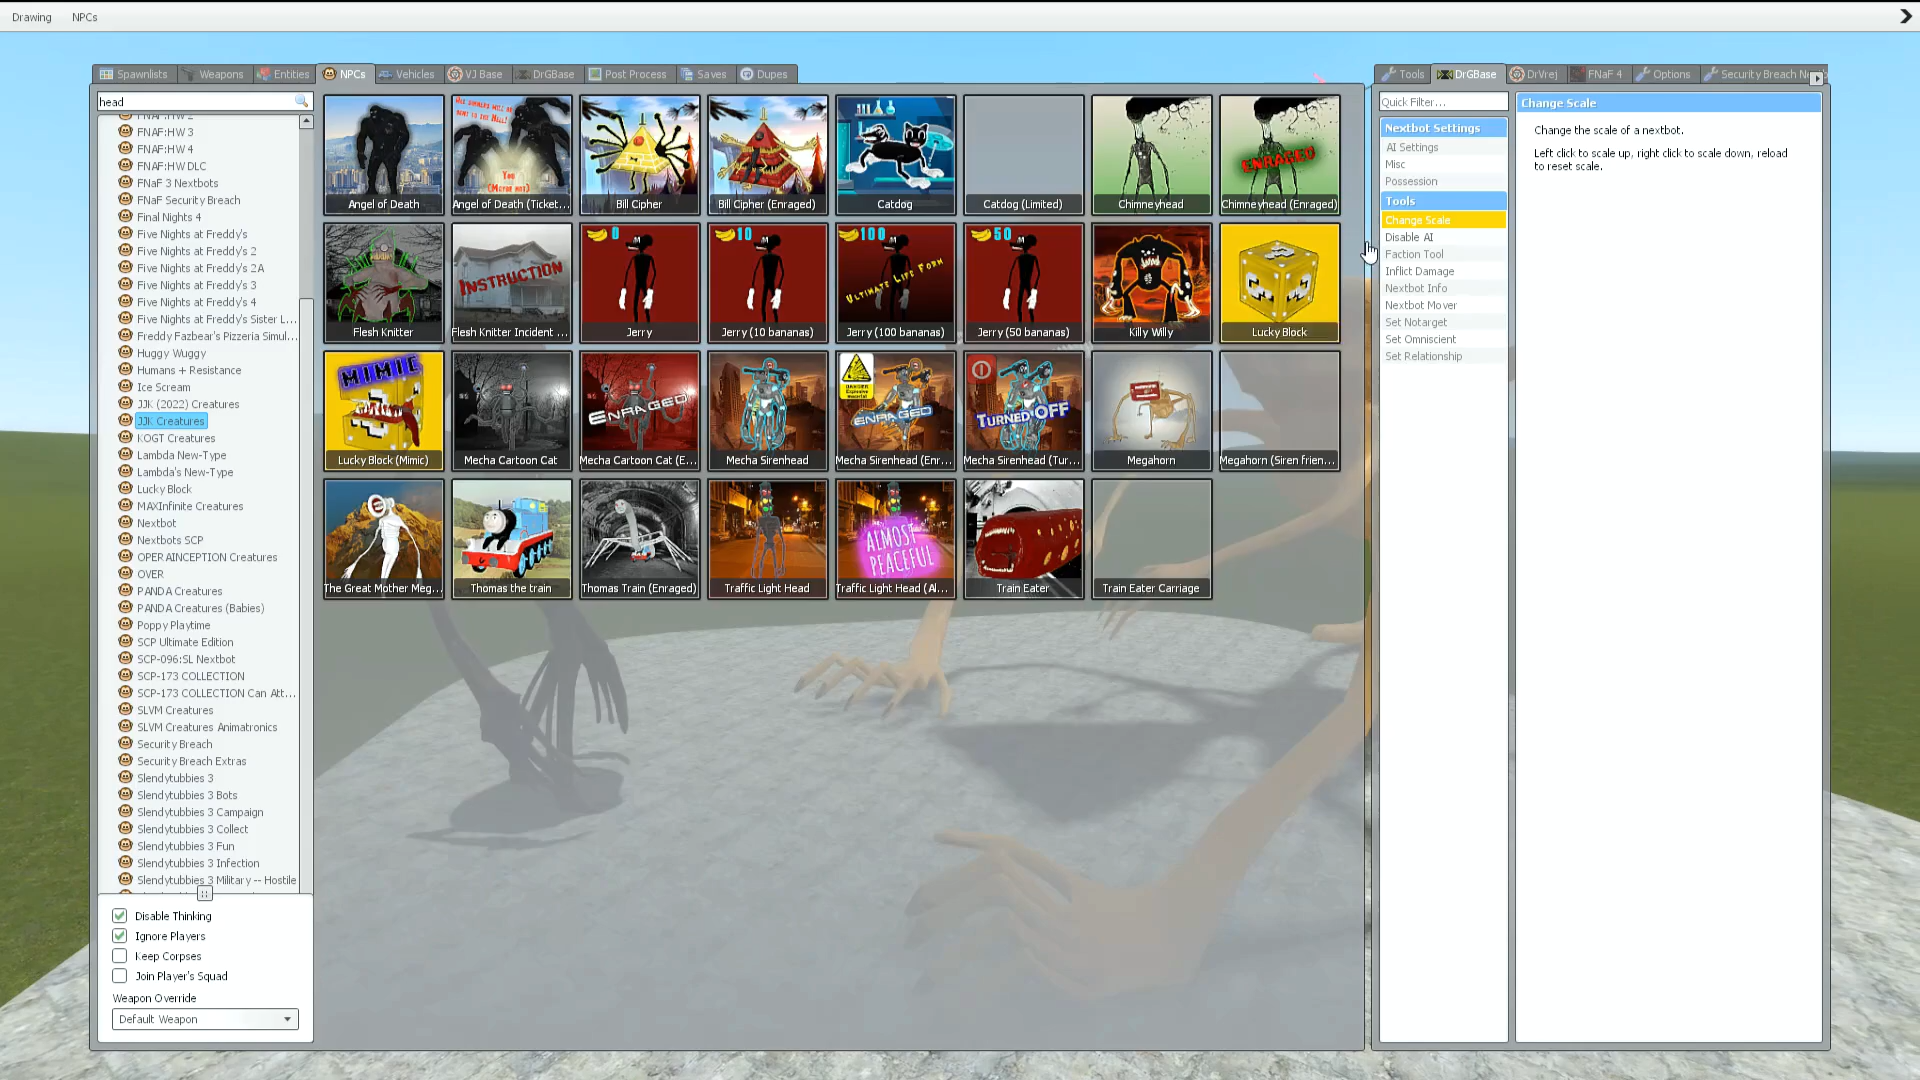 Drawing NPCs
Spawnlists Weapons Entities NPCs Vehicles VJ Base DrGBase Post Process Saves Dupes
Tools DrGBase DrVrej FNaF 4 Options Security Breach
head
FNAF:HW 2
FNAF:HW 3
FNAF:HW 4
FNAF:HW DLC
FNaF 3 Nextbots
FNaF Security Breach
Final Nights 4
Five Nights at Freddy's
Five Nights at Freddy's 2
Five Nights at Freddy's 2A
Five Nights at Freddy's 3
Five Nights at Freddy's 4
Five Nights at Freddy's Sister L...
Freddy Fazbear's Pizzeria Simul...
Huggy Wuggy
Humans + Resistance
Ice Scream
JJK (2022) Creatures
JJK Creatures
KOGT Creatures
Lambda New-Type
Lambda's New-Type
Lucky Block
MAXInfinite Creatures
Nextbot
Nextbots SCP
OPERAINCEPTION Creatures
OVER
PANDA Creatures
PANDA Creatures (Babies)
Poppy Playtime
SCP Ultimate Edition
SCP-096:SL Nextbot
SCP-173 COLLECTION
SCP-173 COLLECTION Can Att...
SLVM Creatures
SLVM Creatures Animatronics
Security Breach
Security Breach Extras
Slendytubbies 3
Slendytubbies 3 Bots
Slendytubbies 3 Campaign
Slendytubbies 3 Collect
Slendytubbies 3 Fun
Slendytubbies 3 Infection
Slendytubbies 3 Military -- Hostile
Disable Thinking
Ignore Players
Keep Corpses
Join Player's Squad
Weapon Override
Default Weapon
You
(Maybe not)
ENRAGED
Angel of Death Angel of Death (Ticket... Bill Cipher Bill Cipher (Enraged) Catdog Catdog (Limited) Chimneyhead Chimneyhead (Enraged)
INSTRUCTION
0 10 100 50
ULTIMATE LIFE FORM
Flesh Knitter Flesh Knitter Incident ... Jerry Jerry (10 bananas) Jerry (100 bananas) Jerry (50 bananas) Killy Willy Lucky Block
MIMIC
ENRAGED
DANGER
ENRAGED
TURNED OFF
Lucky Block (Mimic) Mecha Cartoon Cat Mecha Cartoon Cat (E... Mecha Sirenhead Mecha Sirenhead (Enr... Mecha Sirenhead (Tur... Megahorn Megahorn (Siren frien...
ALMOST
PEACEFUL
The Great Mother Meg... Thomas the train Thomas Train (Enraged) Traffic Light Head Traffic Light Head (Al... Train Eater Train Eater Carriage
Quick Filter...
Nextbot Settings
AI Settings
Misc
Possession
Tools
Change Scale
Disable AI
Faction Tool
Inflict Damage
Nextbot Info
Nextbot Mover
Set Notarget
Set Omniscient
Set Relationship
Change Scale
Change the scale of a nextbot.
Left click to scale up, right click to scale down, reload
to reset scale.